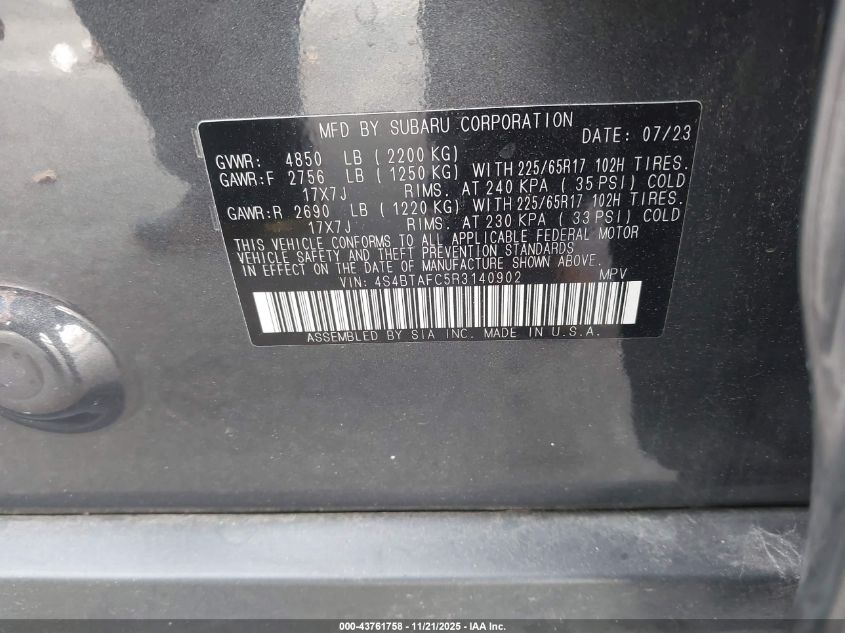 MFD BY SUBARU CORPORATION DATE: 07/23
GVWR: 4850 LB (2200 KG)
GAWR:F 2756 LB (1250 KG) WITH 225/65R17 102H TIRES.
17X7J RIMS. AT 240 KPA (35 PSI) COLD
GAWR:R 2690 LB (1220 KG) WITH 225/65R17 102H TIRES.
17X7J RIMS. AT 230 KPA (33 PSI) COLD
THIS VEHICLE CONFORMS TO ALL APPLICABLE FEDERAL MOTOR
VEHICLE SAFETY AND THEFT PREVENTION STANDARDS
IN EFFECT ON THE DATE OF MANUFACTURE SHOWN ABOVE.
VIN: 4S4BTAFC5R3140902 MPV
ASSEMBLED BY SIA INC. MADE IN U.S.A.
000-43761758 - 11/21/2025 - IAA Inc.